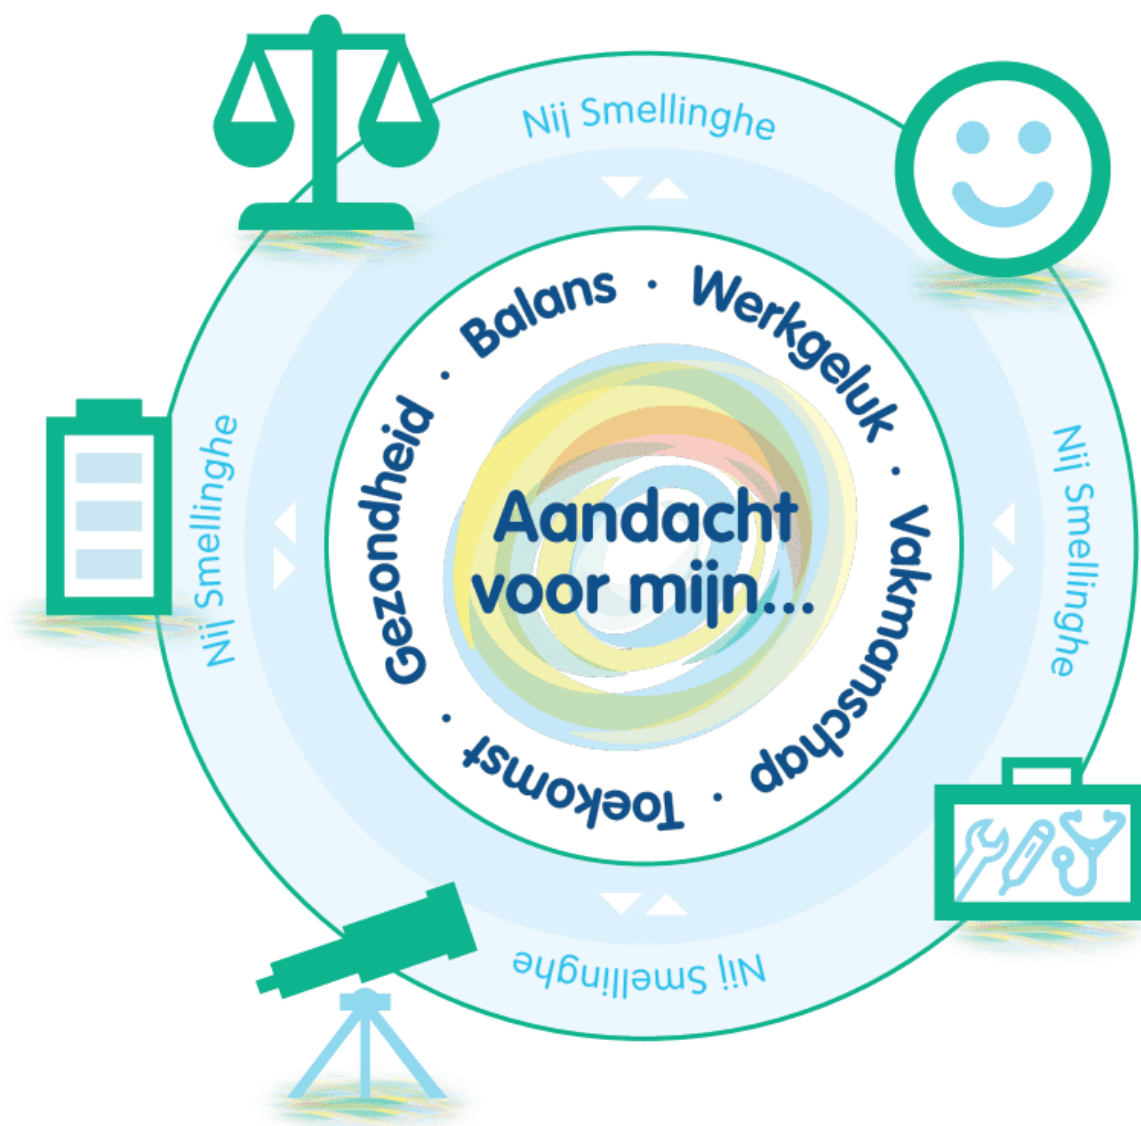 Nij Smellinghe
Balans · Werkgeluk · Vakmanschap · Toekomst · Gezondheid ·
Aandacht
voor mijn...
Nij Smellinghe
Nij Smellinghe
Nij Smellinghe